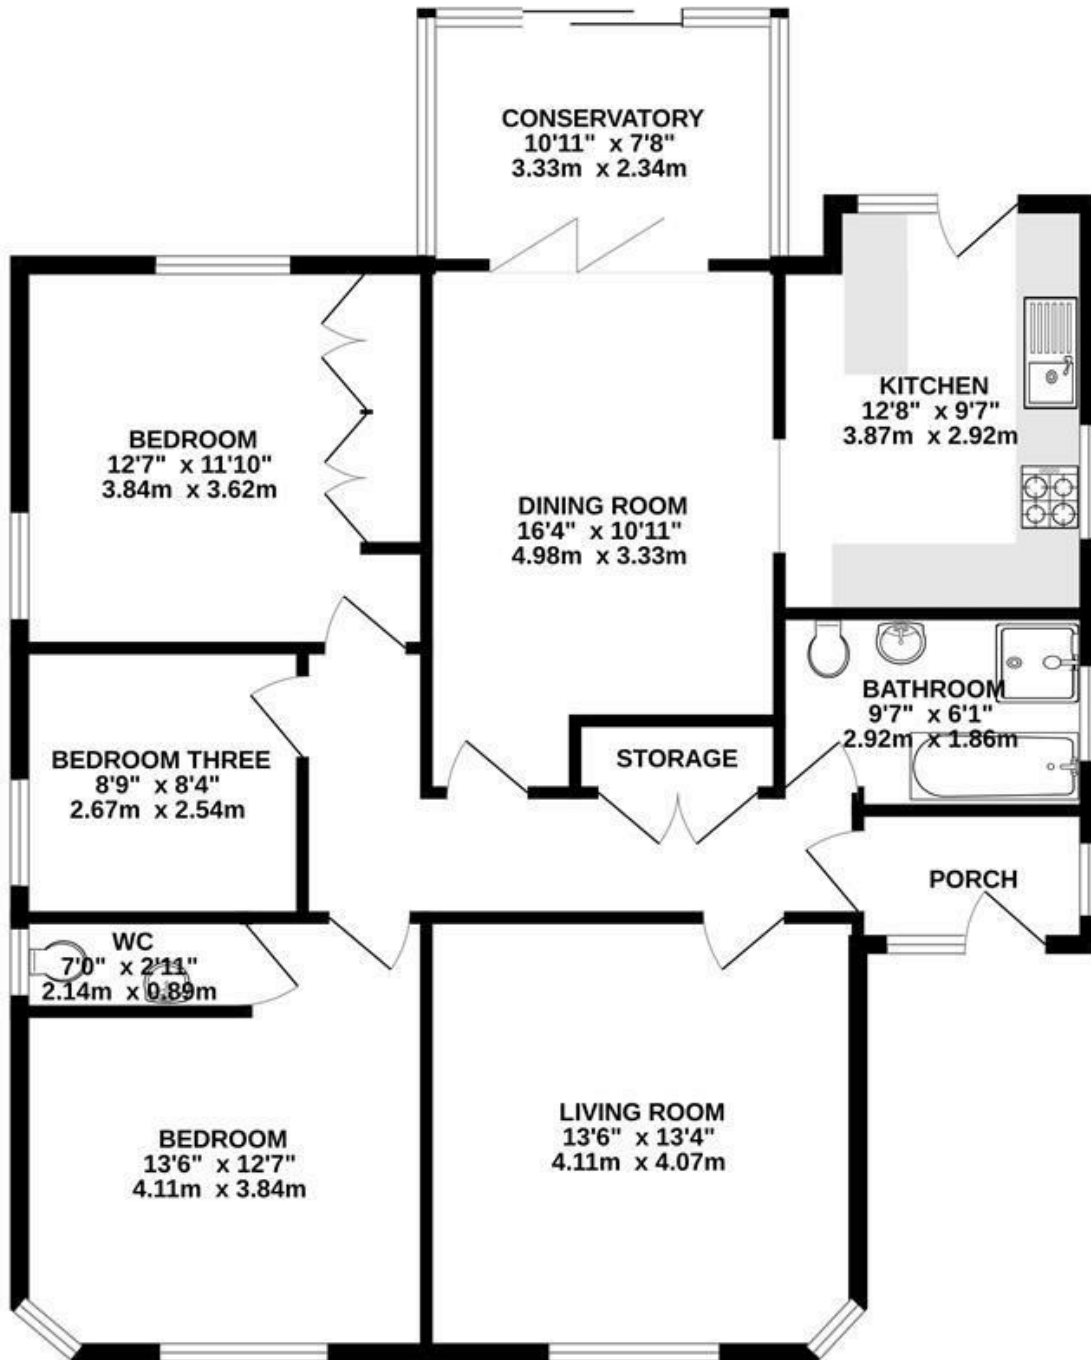 CONSERVATORY
10'11" x 7'8"
3.33m x 2.34m
KITCHEN
12'8" x 9'7"
3.87m x 2.92m
BEDROOM
12'7" x 11'10"
3.84m x 3.62m
DINING ROOM
16'4" x 10'11"
4.98m x 3.33m
BATHROOM
9'7" x 6'1"
2.92m x 1.86m
BEDROOM THREE
8'9" x 8'4"
2.67m x 2.54m
STORAGE
PORCH
WC
7'0" x 2'11"
2.14m x 0.89m
LIVING ROOM
13'6" x 13'4"
4.11m x 4.07m
BEDROOM
13'6" x 12'7"
4.11m x 3.84m